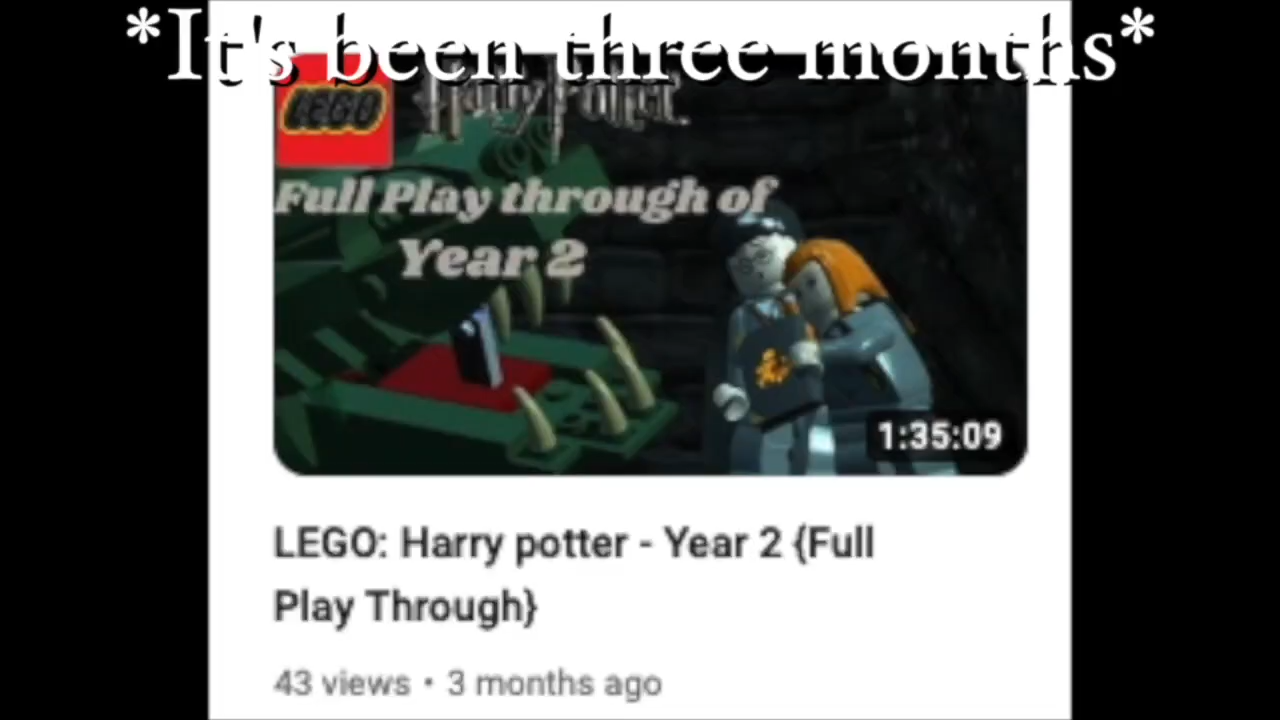 *It's been three months*
LEGO
Harry Potter
Full Play through of
Year 2
1:35:09
LEGO: Harry potter - Year 2 {Full
Play Through}
43 views • 3 months ago